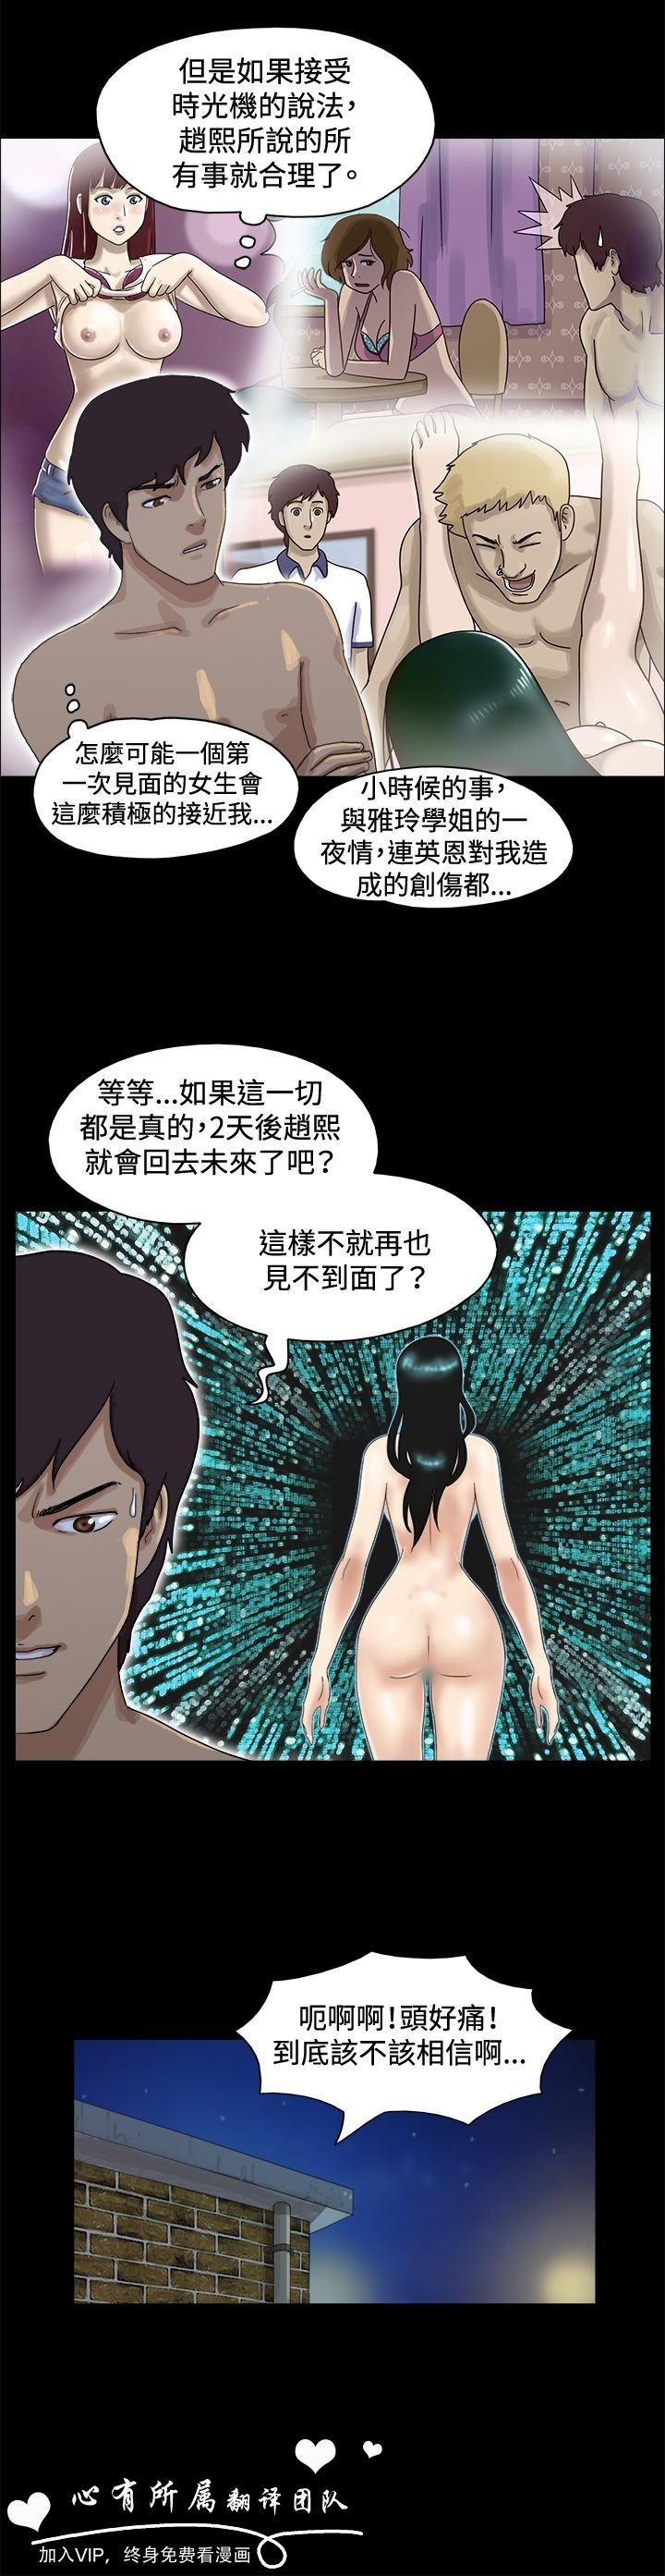 但是如果接受
時光機的說法，
趙熙所說的所
有事就合理了。
怎麼可能一個第
一次見面的女生會
這麼積極的接近我...
小時候的事，
與雅玲學姐的一
夜情，連英恩對我造
成的創傷都...
等等...如果這一切
都是真的，2天後趙熙
就會回去未來了吧？
這樣不就再也
見不到面了？
呃啊啊！頭好痛！
到底該不該相信啊...
心有所属翻译团队
加入VIP，终身免费看漫画